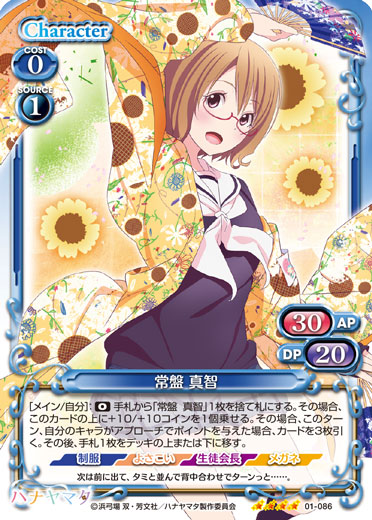 Character
COST
0
SOURCE
1
30 AP
DP 20
常盤 真智
[メイン/自分]: 手札から「常盤 真智」1枚を捨て札にする。その場合、
このカードの上に+10/+10コインを1個乗せる。その場合、このター
ン、自分のキャラがアプローチでポイントを与えた場合、カードを3枚引
く。その後、手札1枚をデッキの上または下に移す。
制服 よさこい 生徒会長 メガネ
次は前に出て、タミと並んで背中合わせでターンっと……。
ハナヤマタ
©浜弓場 双・芳文社/ハナヤマタ製作委員会
01-086